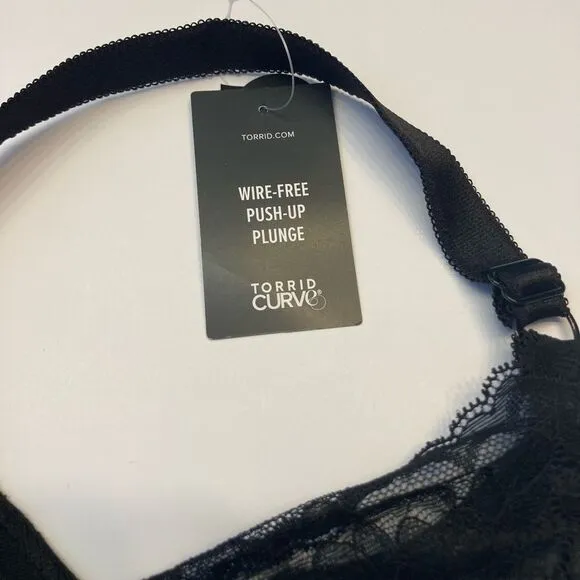 TORRID.COM
WIRE-FREE
PUSH-UP
PLUNGE
TORRID
CURVE®